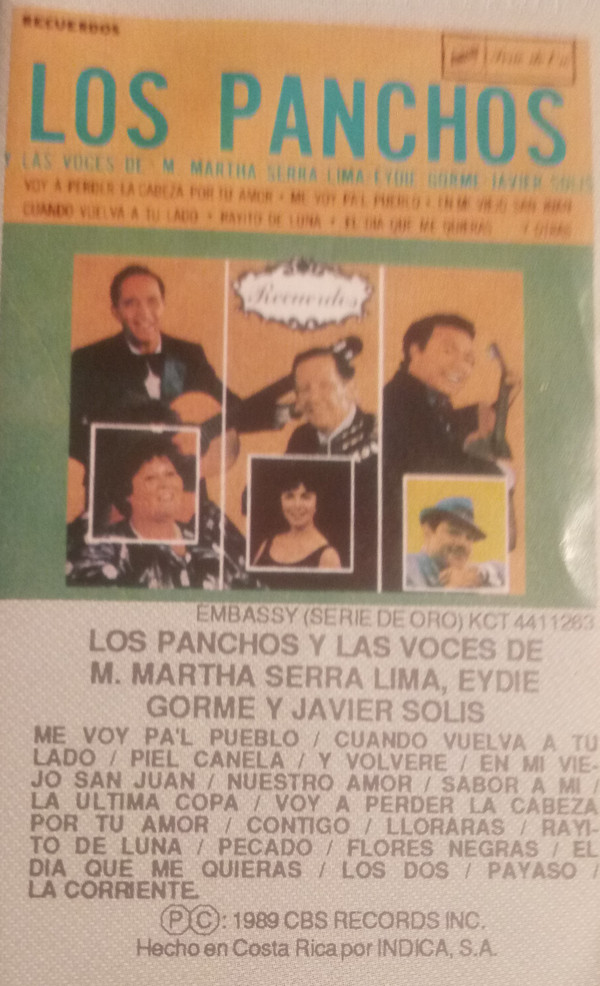 RECUERDOS
LOS PANCHOS
Y LAS VOCES DE M. MARTHA SERRA LIMA EYDIE GORME JAVIER SOLIS
VOY A PERDER LA CABEZA POR TU AMOR • ME VOY PA'L PUEBLO • EN MI VIEJO SAN JUAN
CUANDO VUELVA A TU LADO • RAYITO DE LUNA • EL DIA QUE ME QUIERAS Y OTRAS
Recuerdos
EMBASSY (SERIE DE ORO) KCT 4411263
LOS PANCHOS Y LAS VOCES DE
M. MARTHA SERRA LIMA, EYDIE
GORME Y JAVIER SOLIS
ME VOY PA'L PUEBLO / CUANDO VUELVA A TU
LADO / PIEL CANELA / Y VOLVERE / EN MI VIE-
JO SAN JUAN / NUESTRO AMOR / SABOR A MI /
LA ULTIMA COPA / VOY A PERDER LA CABEZA
POR TU AMOR / CONTIGO / LLORARAS / RAYI-
TO DE LUNA / PECADO / FLORES NEGRAS / EL
DIA QUE ME QUIERAS / LOS DOS / PAYASO /
LA CORRIENTE.
Ⓟ©: 1989 CBS RECORDS INC.
Hecho en Costa Rica por INDICA, S.A.